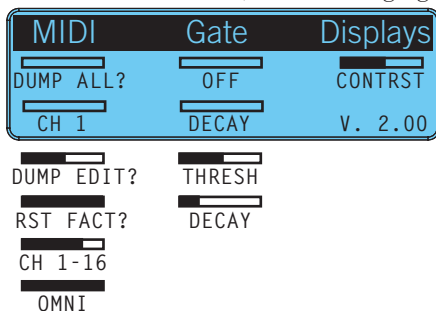 MIDI Gate Displays
DUMP ALL? OFF CONTRST
CH 1 DECAY V. 2.00
DUMP EDIT? THRESH
RST FACT? DECAY
CH 1-16
OMNI